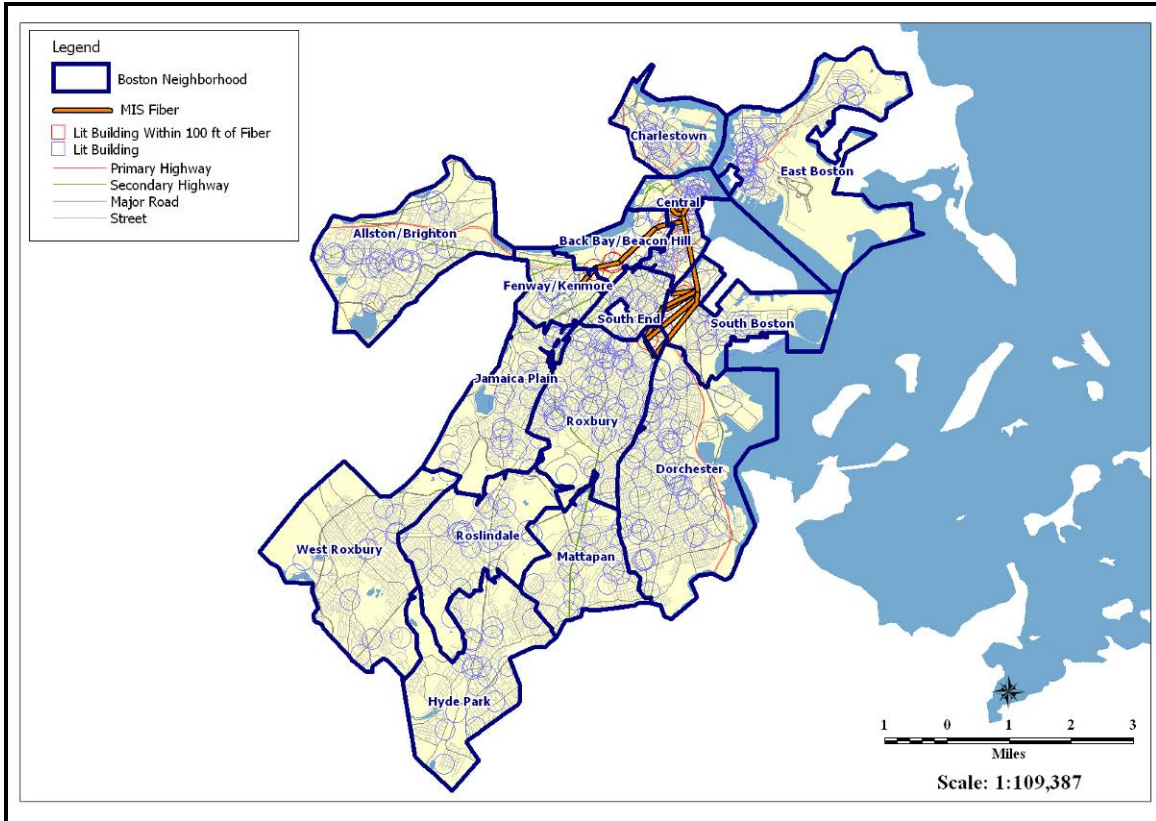 Legend
Boston Neighborhood
MIS Fiber
Lit Building Within 100 ft of Fiber
Lit Building
Primary Highway
Secondary Highway
Major Road
Street
Charlestown
East Boston
Central
Allston/Brighton
Back Bay/Beacon Hill
Fenway/Kenmore
South End
South Boston
Jamaica Plain
Roxbury
Dorchester
West Roxbury
Roslindale
Mattapan
Hyde Park
1 0 1 2 3
Miles
Scale: 1:109,387